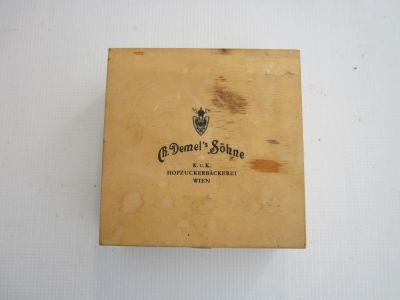 Ch. Demel's Söhne
K. u. K.
HOFZUCKERBÄCKEREI
WIEN